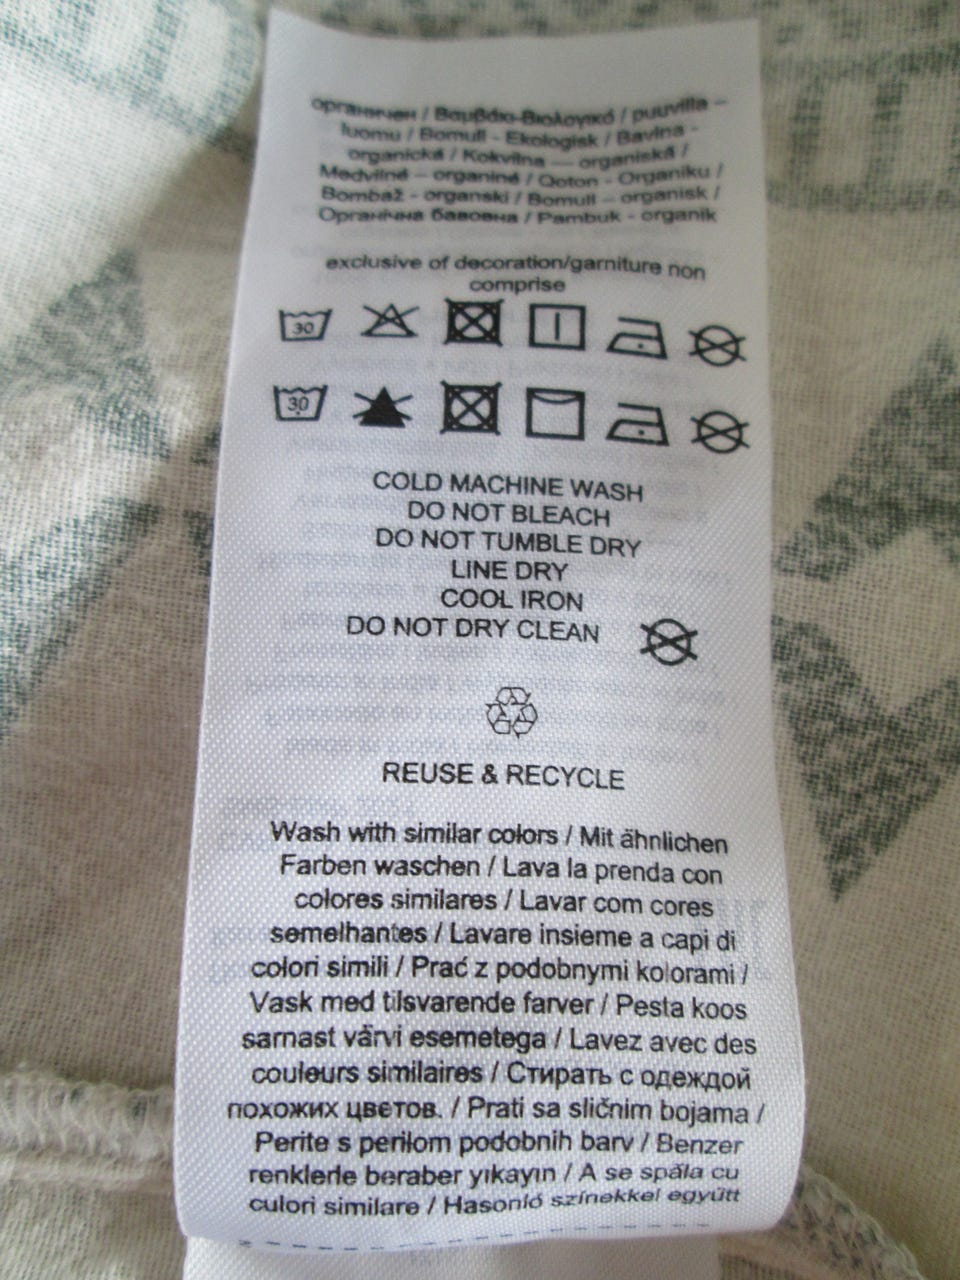 органичен / Βαμβάκι-Βιολογικό / puuvilla –
luomu / Bomull - Ekologisk / Bavlna -
organická / Kokvilna — organiskā /
Medvilnė – organinė / Qoton - Organiku /
Bombaž - organski / Bomull – organisk /
Органічна бавовна / Pambuk - organik
exclusive of decoration/garniture non
comprise
30
30
COLD MACHINE WASH
DO NOT BLEACH
DO NOT TUMBLE DRY
LINE DRY
COOL IRON
DO NOT DRY CLEAN
REUSE & RECYCLE
Wash with similar colors / Mit ähnlichen
Farben waschen / Lava la prenda con
colores similares / Lavar com cores
semelhantes / Lavare insieme a capi di
colori simili / Prać z podobnymi kolorami /
Vask med tilsvarende farver / Pesta koos
sarnast värvi esemetega / Lavez avec des
couleurs similaires / Стирать с одеждой
похожих цветов. / Prati sa sličnim bojama /
Perite s perilom podobnih barv / Benzer
renklerle beraber yıkayın / A se spăla cu
culori similare / Hasonló színekkel együtt